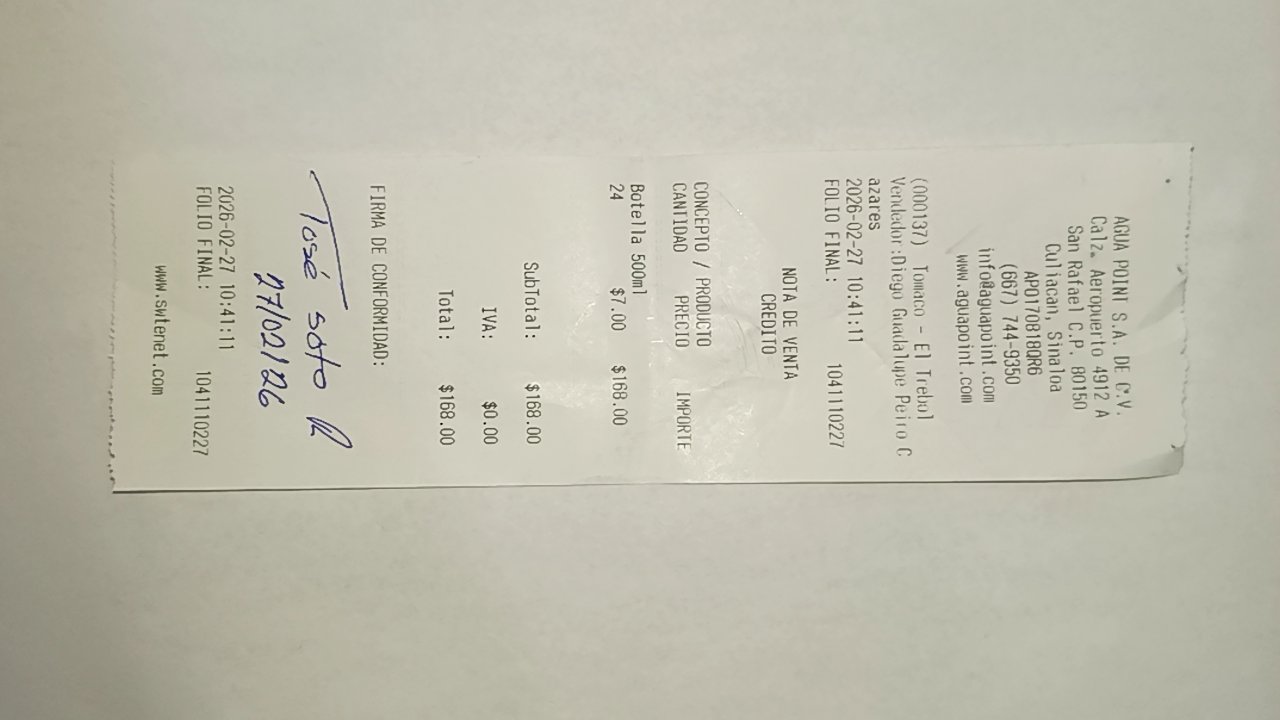 AGUA POINT S.A. DE C.V.
Calz. Aeropuerto 4912 A
San Rafael C.P. 80150
Culiacan, Sinaloa
APO170818QR6
(667) 744-9350
info@aguapoint.com
www.aguapoint.com
(000137) Tomaco - El Trebol
Vendedor:Diego Guadalupe Peiro C
azares
2026-02-27 10:41:11
FOLIO FINAL: 1041110227
NOTA DE VENTA
CREDITO
CONCEPTO / PRODUCTO
CANTIDAD PRECIO IMPORTE
Botella 500ml
24 $7.00 $168.00
SubTotal: $168.00
IVA: $0.00
Total: $168.00
FIRMA DE CONFORMIDAD:
José Soto R
27/02/26
2026-02-27 10:41:11
FOLIO FINAL: 1041110227
www.swtenet.com